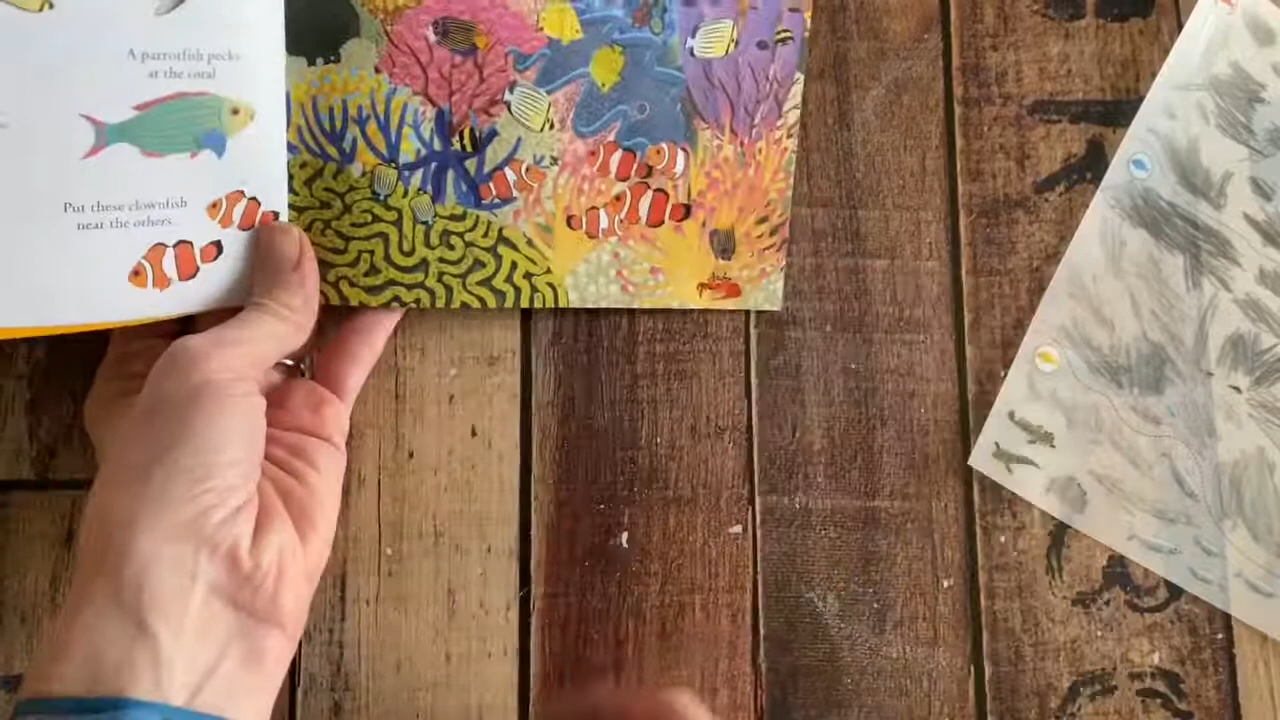 A parrotfish pecks
at the coral
Put these clownfish
near the others...